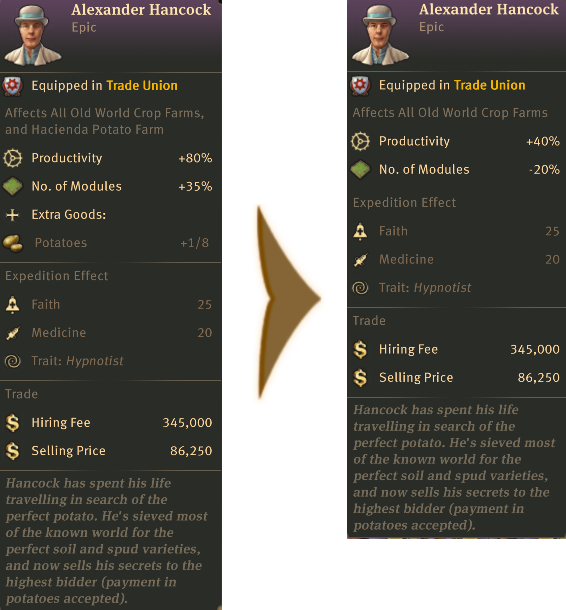 Alexander Hancock
Epic
Equipped in Trade Union
Affects All Old World Crop Farms,
and Hacienda Potato Farm
Productivity +80%
No. of Modules +35%
Extra Goods:
Potatoes +1/8
Expedition Effect
Faith 25
Medicine 20
Trait: Hypnotist
Trade
Hiring Fee 345,000
Selling Price 86,250
Hancock has spent his life
travelling in search of the
perfect potato. He's sieved most
of the known world for the
perfect soil and spud varieties,
and now sells his secrets to the
highest bidder (payment in
potatoes accepted).
Alexander Hancock
Epic
Equipped in Trade Union
Affects All Old World Crop Farms
Productivity +40%
No. of Modules -20%
Expedition Effect
Faith 25
Medicine 20
Trait: Hypnotist
Trade
Hiring Fee 345,000
Selling Price 86,250
Hancock has spent his life
travelling in search of the
perfect potato. He's sieved most
of the known world for the
perfect soil and spud varieties,
and now sells his secrets to the
highest bidder (payment in
potatoes accepted).